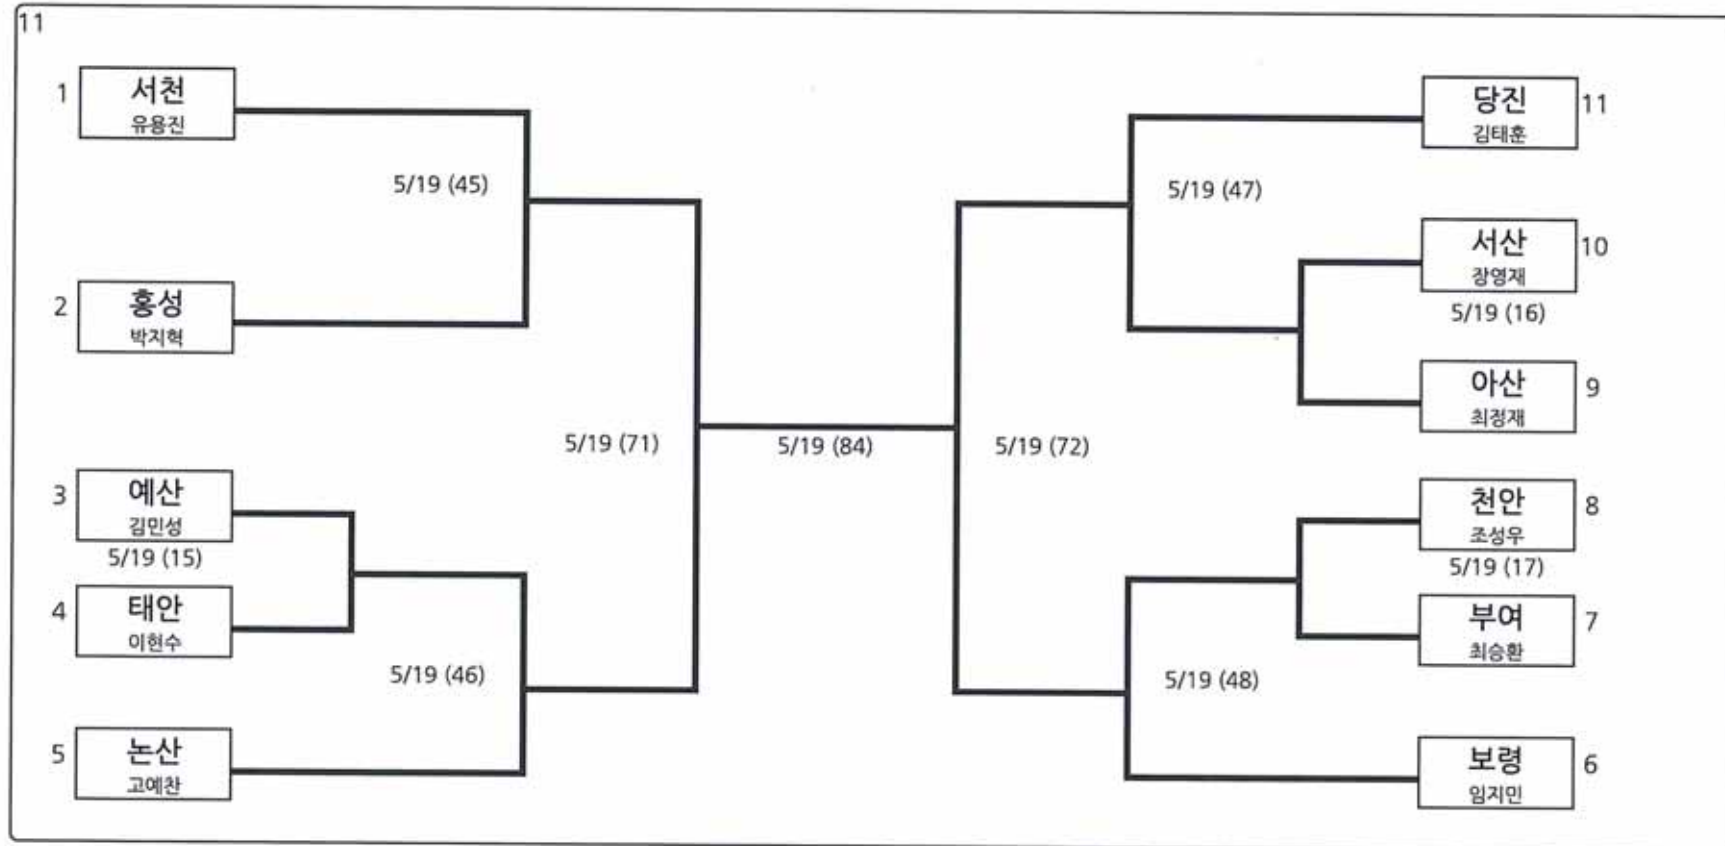 11
1
서천
유용진
5/19 (45)
2
홍성
박지혁
5/19 (71)
3
예산
김민성
5/19 (15)
4
태안
이현수
5/19 (46)
5
논산
고예찬
5/19 (84)
당진
11
김태훈
5/19 (47)
서산
10
장영재
5/19 (16)
아산
9
최정재
5/19 (72)
천안
8
조성우
5/19 (17)
부여
7
최승환
5/19 (48)
보령
6
임지민